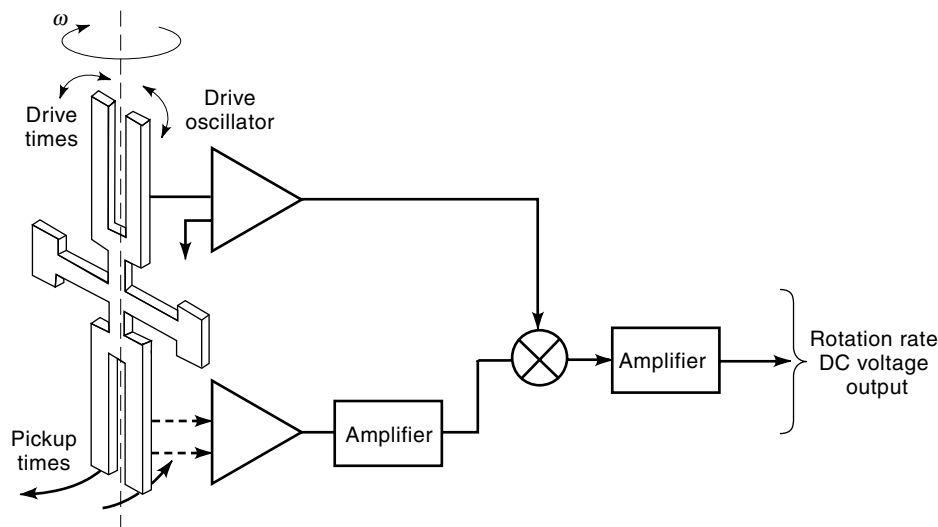 ω
Drive
times
Drive
oscillator
Amplifier
Rotation rate
DC voltage
output
Amplifier
Pickup
times